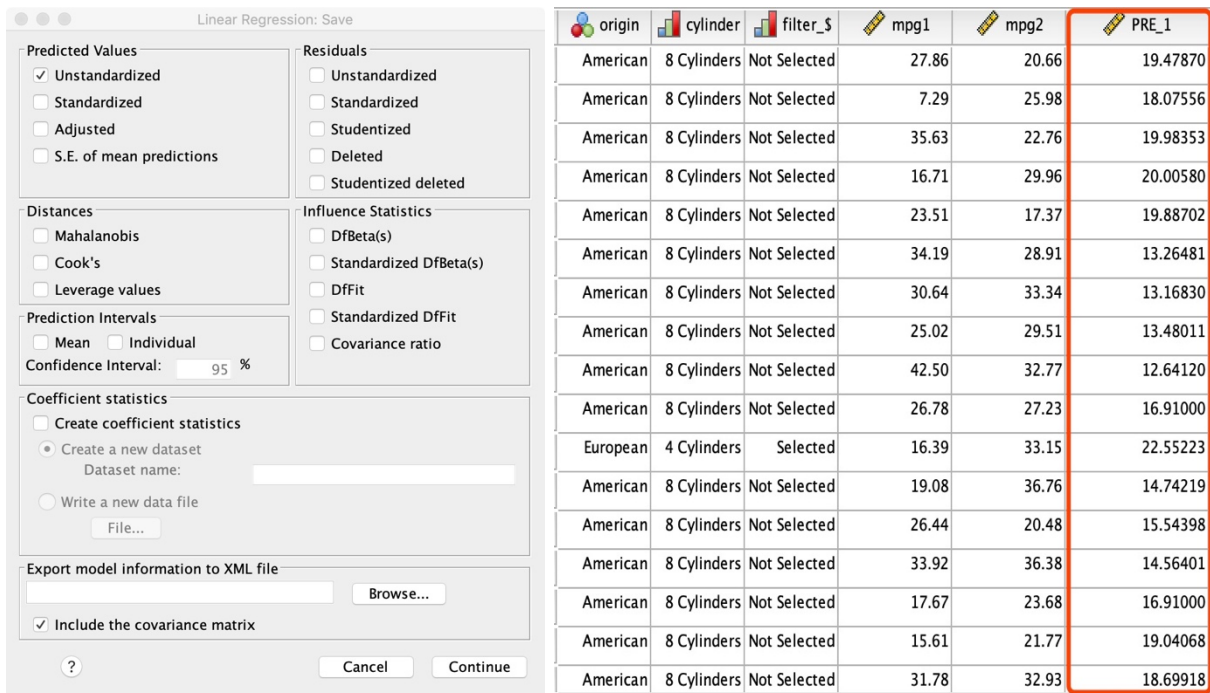 Linear Regression: Save
Predicted Values
Unstandardized
Standardized
Adjusted
S.E. of mean predictions
Residuals
Unstandardized
Standardized
Studentized
Deleted
Studentized deleted
Distances
Mahalanobis
Cook's
Leverage values
Influence Statistics
DfBeta(s)
Standardized DfBeta(s)
DfFit
Standardized DfFit
Covariance ratio
Prediction Intervals
Mean Individual
Confidence Interval: 95 %
Coefficient statistics
Create coefficient statistics
Create a new dataset
Dataset name:
Write a new data file
File...
Export model information to XML file
Browse...
Include the covariance matrix
? Cancel Continue
origin cylinder filter_$ mpg1 mpg2 PRE_1
American 8 Cylinders Not Selected 27.86 20.66 19.47870
American 8 Cylinders Not Selected 7.29 25.98 18.07556
American 8 Cylinders Not Selected 35.63 22.76 19.98353
American 8 Cylinders Not Selected 16.71 29.96 20.00580
American 8 Cylinders Not Selected 23.51 17.37 19.88702
American 8 Cylinders Not Selected 34.19 28.91 13.26481
American 8 Cylinders Not Selected 30.64 33.34 13.16830
American 8 Cylinders Not Selected 25.02 29.51 13.48011
American 8 Cylinders Not Selected 42.50 32.77 12.64120
American 8 Cylinders Not Selected 26.78 27.23 16.91000
European 4 Cylinders Selected 16.39 33.15 22.55223
American 8 Cylinders Not Selected 19.08 36.76 14.74219
American 8 Cylinders Not Selected 26.44 20.48 15.54398
American 8 Cylinders Not Selected 33.92 36.38 14.56401
American 8 Cylinders Not Selected 17.67 23.68 16.91000
American 8 Cylinders Not Selected 15.61 21.77 19.04068
American 8 Cylinders Not Selected 31.78 32.93 18.69918